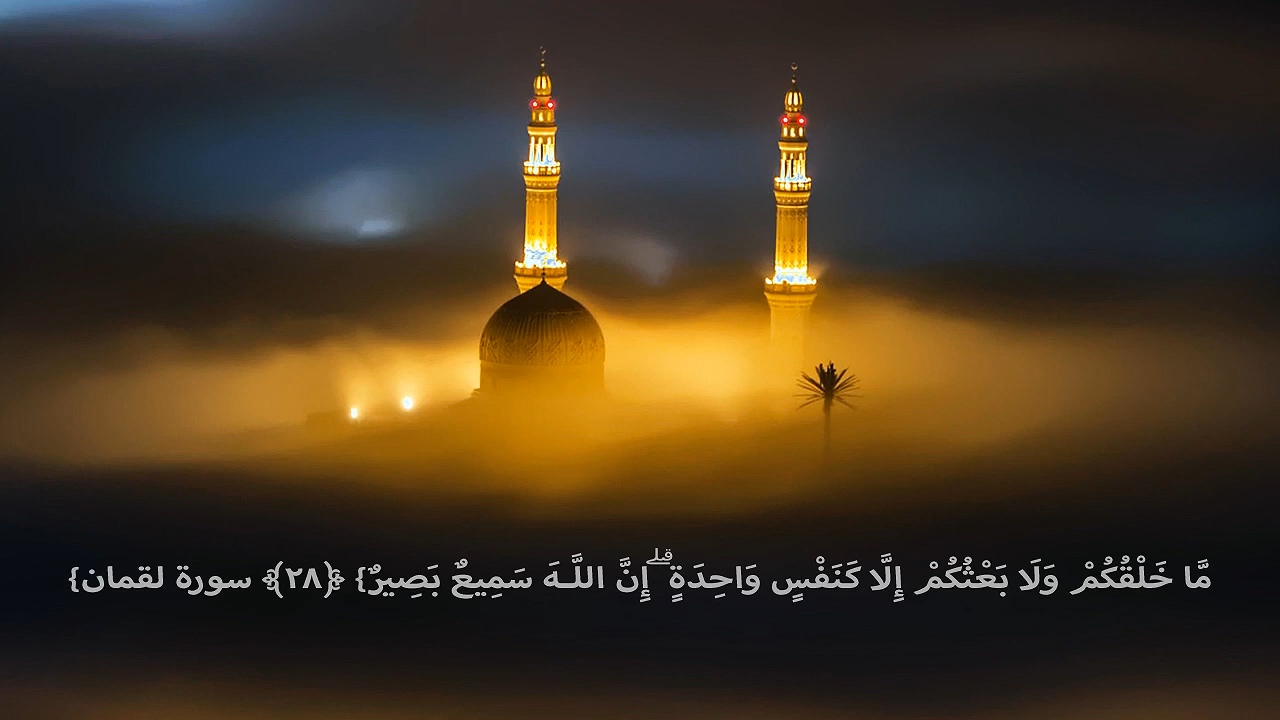 مَّا خَلْقُكُمْ وَلَا بَعْثُكُمْ إِلَّا كَنَفْسٍ وَاحِدَةٍ ۗ إِنَّ اللَّـهَ سَمِيعٌ بَصِيرٌ} ﴿٢٨﴾ سورة لقمان}